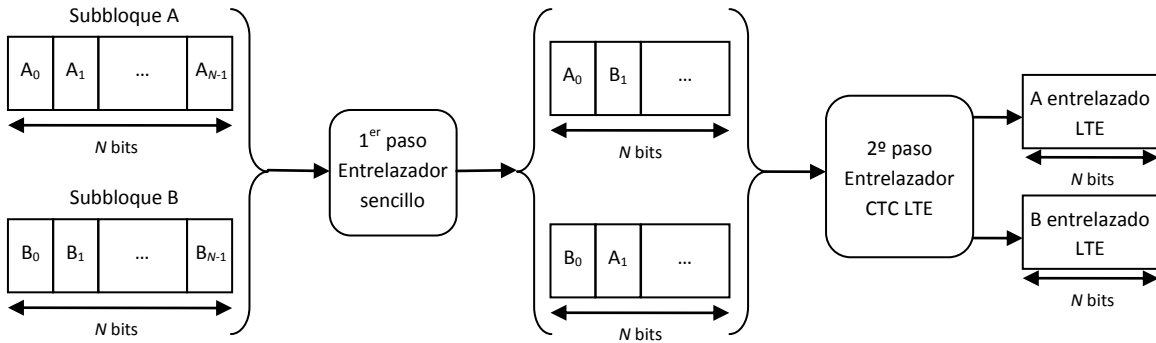 Subbloque A
A0 A1 ... AN-1
N bits
Subbloque B
B0 B1 ... BN-1
N bits
1er paso
Entrelazador
sencillo
A0 B1 ...
N bits
B0 A1 ...
N bits
2º paso
Entrelazador
CTC LTE
A entrelazado
LTE
N bits
B entrelazado
LTE
N bits